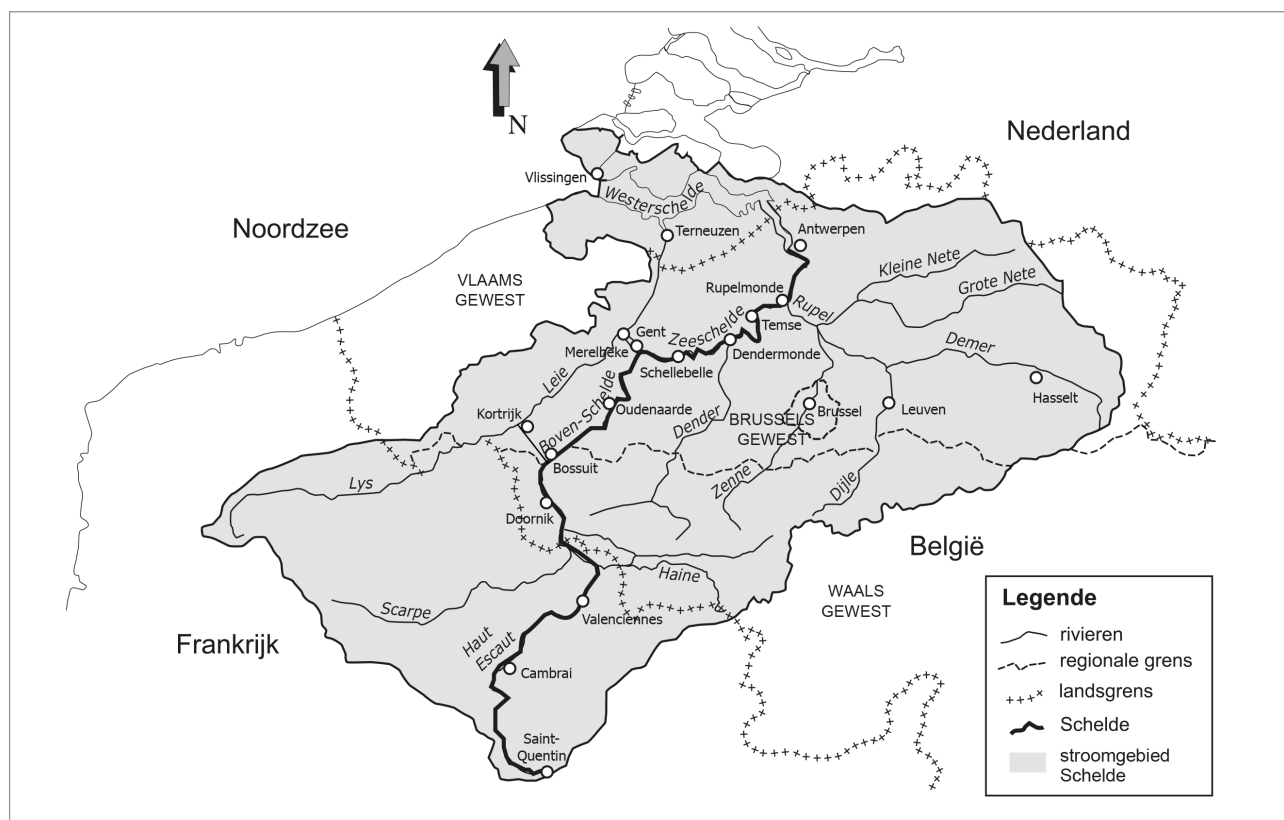 N
Nederland
Vlissingen
Westerschelde
Noordzee
Terneuzen
Antwerpen
VLAAMS
GEWEST
Kleine Nete
Grote Nete
Rupelmonde
Rupel
Zeeschelde
Temse
Gent
Merelbeke
Dendermonde
Schellebelle
Demer
Leie
Hasselt
Boven-Schelde
Oudenaarde
Kortrijk
Dender
BRUSSELS
GEWEST
Brussel
Leuven
Bossuit
Lys
Zenne
Dijle
Doornik
België
Haine
WAALS
GEWEST
Scarpe
Valenciennes
Frankrijk
Haut
Escaut
Cambrai
Saint-
Quentin
Legende
rivieren
regionale grens
landsgrens
Schelde
stroomgebied
Schelde